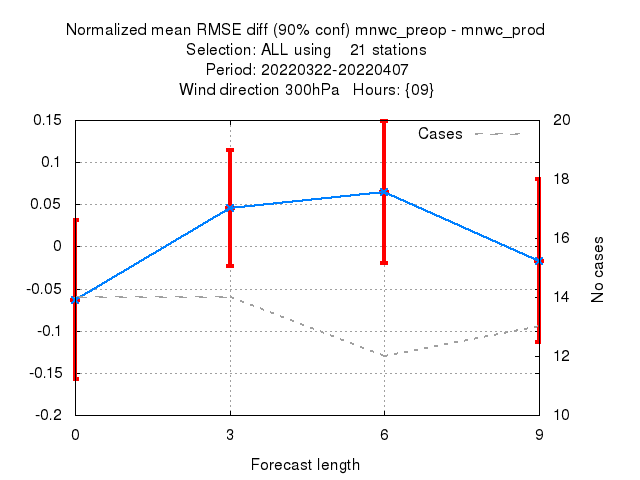 Normalized mean RMSE diff (90% conf) mnwc_preop - mnwc_prod
Selection: ALL using 21 stations
Period: 20220322-20220407
Wind direction 300hPa Hours: {09}
Cases
0.15
0.1
0.05
0
-0.05
-0.1
-0.15
-0.2
20
18
16
14
12
10
No cases
0 3 6 9
Forecast length